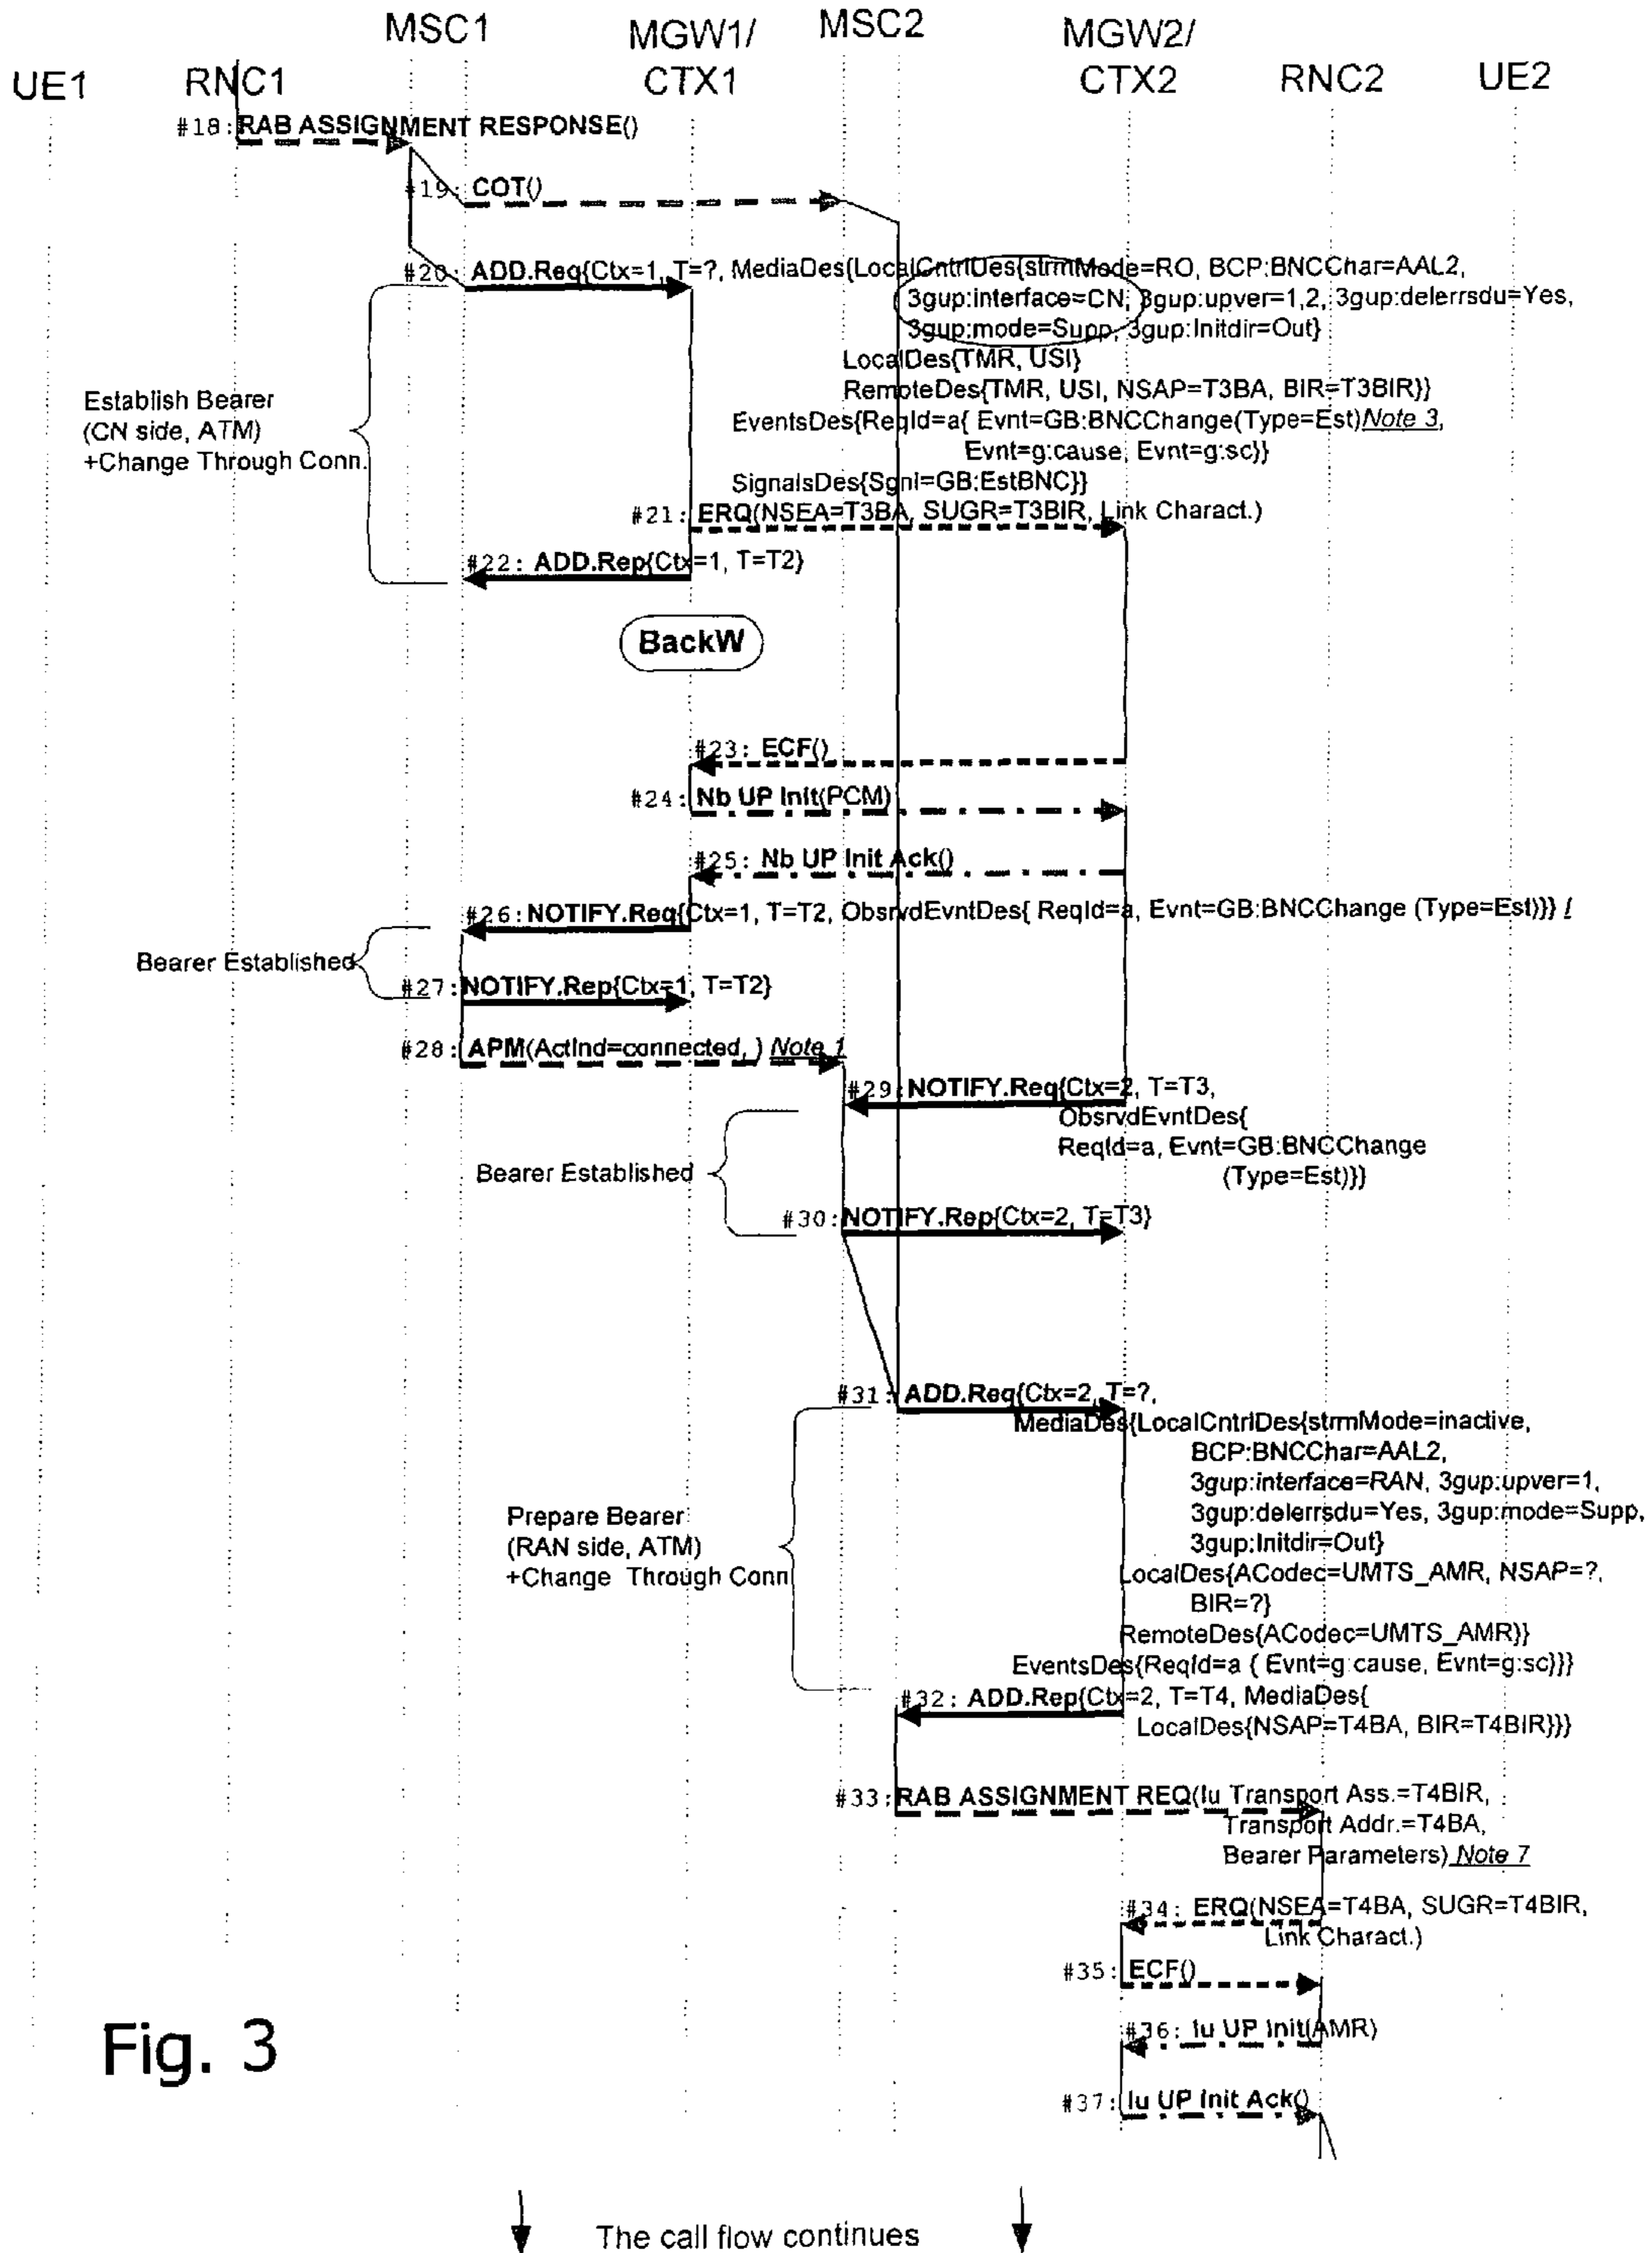 MSC1 MGW1/ MSC2 MGW2/
UE1 RNC1 CTX1 CTX2 RNC2 UE2
#18: RAB ASSIGNMENT RESPONSE()
#19: COT()
#20: ADD.Req{Ctx=1, T=?, MediaDes{LocalCntrlDes{strmMode=RO, BCP:BNCChar=AAL2,
3gup:interface=CN, 3gup:upver=1,2, 3gup:delerrsdu=Yes,
3gup:mode=Supp, 3gup:Initdir=Out}
LocalDes{TMR, USI}
RemoteDes{TMR, USI, NSAP=T3BA, BIR=T3BIR}}
Establish Bearer
(CN side, ATM)
+Change Through Conn.
EventsDes{ReqId=a{ Evnt=GB:BNCChange(Type=Est) Note 3,
Evnt=g:cause, Evnt=g:sc}}
SignalsDes{Sgnl=GB:EstBNC}}
#21: ERQ(NSEA=T3BA, SUGR=T3BIR, Link Charact.)
#22: ADD.Rep{Ctx=1, T=T2}
BackW
#23: ECF()
#24: Nb UP Init(PCM)
#25: Nb UP Init Ack()
#26: NOTIFY.Req{Ctx=1, T=T2, ObsrvdEvntDes{ ReqId=a, Evnt=GB:BNCChange (Type=Est)}} /
Bearer Established
#27: NOTIFY.Rep{Ctx=1, T=T2}
#28: APM(ActInd=connected, ) Note 1
#29: NOTIFY.Req{Ctx=2, T=T3,
ObsrvdEvntDes{
ReqId=a, Evnt=GB:BNCChange
(Type=Est)}}
Bearer Established
#30: NOTIFY.Rep{Ctx=2, T=T3}
#31: ADD.Req{Ctx=2, T=?,
MediaDes{LocalCntrlDes{strmMode=inactive,
BCP:BNCChar=AAL2,
3gup:interface=RAN, 3gup:upver=1,
3gup:delerrsdu=Yes, 3gup:mode=Supp,
3gup:Initdir=Out}
Prepare Bearer
(RAN side, ATM)
+Change Through Conn
LocalDes{ACodec=UMTS_AMR, NSAP=?,
BIR=?}
RemoteDes{ACodec=UMTS_AMR}}
EventsDes{ReqId=a { Evnt=g:cause, Evnt=g:sc}}}
#32: ADD.Rep{Ctx=2, T=T4, MediaDes{
LocalDes{NSAP=T4BA, BIR=T4BIR}}}
#33: RAB ASSIGNMENT REQ(Iu Transport Ass.=T4BIR,
Transport Addr.=T4BA,
Bearer Parameters) Note 7
#34: ERQ(NSEA=T4BA, SUGR=T4BIR,
Link Charact.)
#35: ECF()
#36: Iu UP Init(AMR)
#37: Iu UP Init Ack()
Fig. 3
The call flow continues